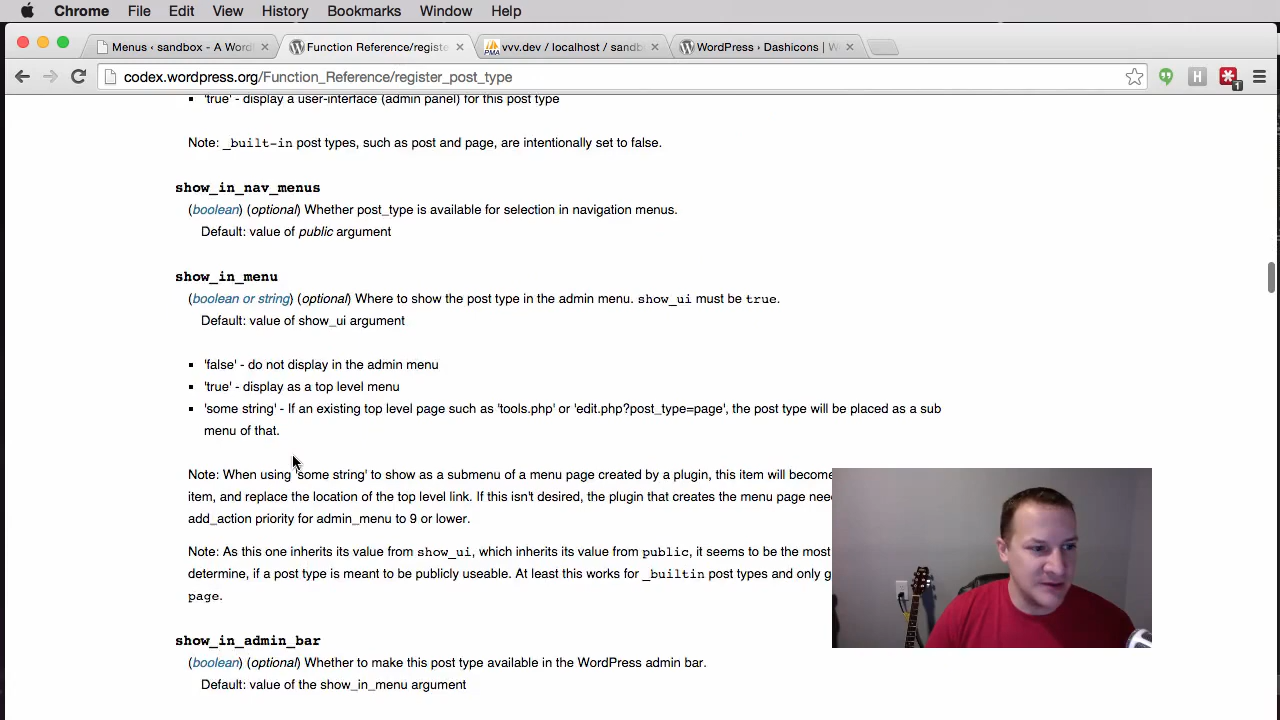 Chrome File Edit View History Bookmarks Window Help
Menus ‹ sandbox - A Word
Function Reference/registe
vvv.dev / localhost / sandb
WordPress › Dashicons | W
codex.wordpress.org/Function_Reference/register_post_type
H
1
'true' - display a user-interface (admin panel) for this post type
Note: _built-in post types, such as post and page, are intentionally set to false.
show_in_nav_menus
(boolean) (optional) Whether post_type is available for selection in navigation menus.
Default: value of public argument
show_in_menu
(boolean or string) (optional) Where to show the post type in the admin menu. show_ui must be true.
Default: value of show_ui argument
'false' - do not display in the admin menu
'true' - display as a top level menu
'some string' - If an existing top level page such as 'tools.php' or 'edit.php?post_type=page', the post type will be placed as a sub
menu of that.
Note: When using 'some string' to show as a submenu of a menu page created by a plugin, this item will become
item, and replace the location of the top level link. If this isn't desired, the plugin that creates the menu page nee
add_action priority for admin_menu to 9 or lower.
Note: As this one inherits its value from show_ui, which inherits its value from public, it seems to be the most
determine, if a post type is meant to be publicly useable. At least this works for _builtin post types and only g
page.
show_in_admin_bar
(boolean) (optional) Whether to make this post type available in the WordPress admin bar.
Default: value of the show_in_menu argument